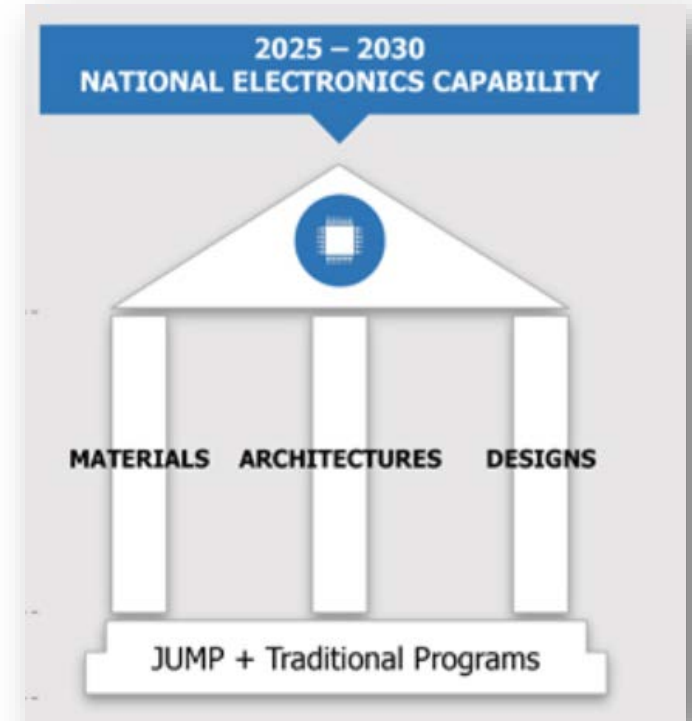 2025 – 2030
NATIONAL ELECTRONICS CAPABILITY
MATERIALS ARCHITECTURES DESIGNS
JUMP + Traditional Programs